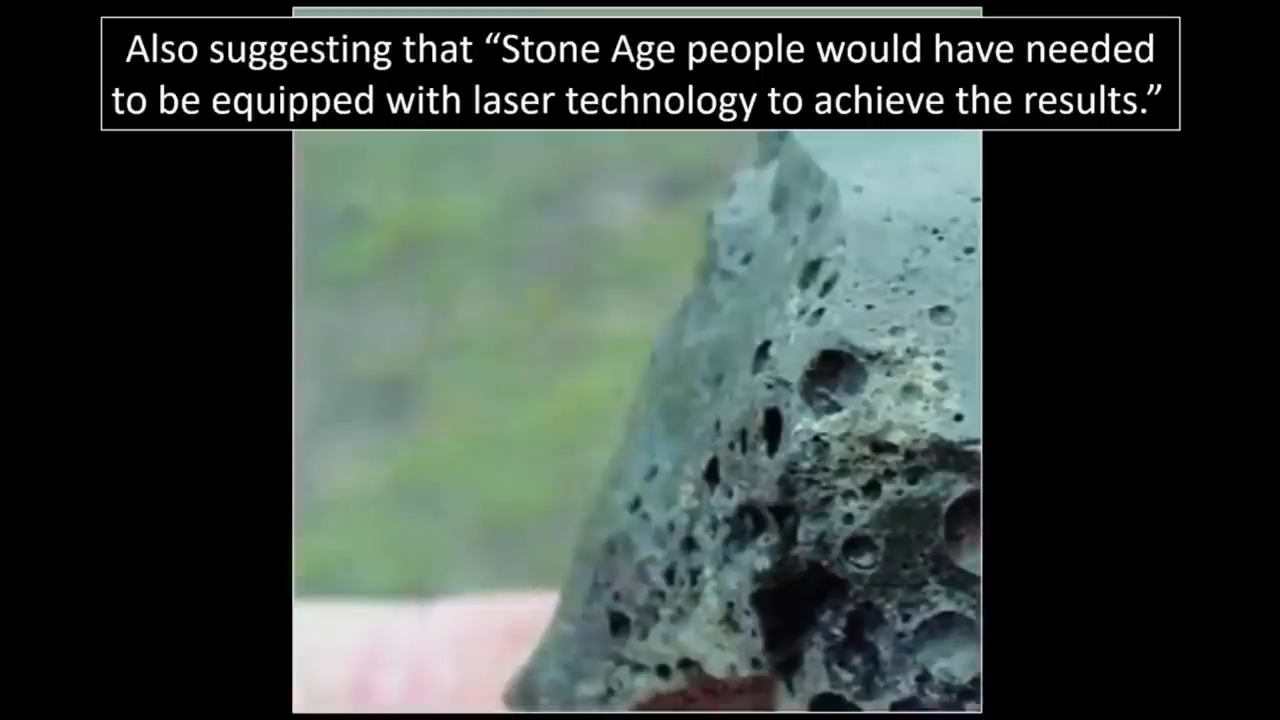 Also suggesting that “Stone Age people would have needed
to be equipped with laser technology to achieve the results.”